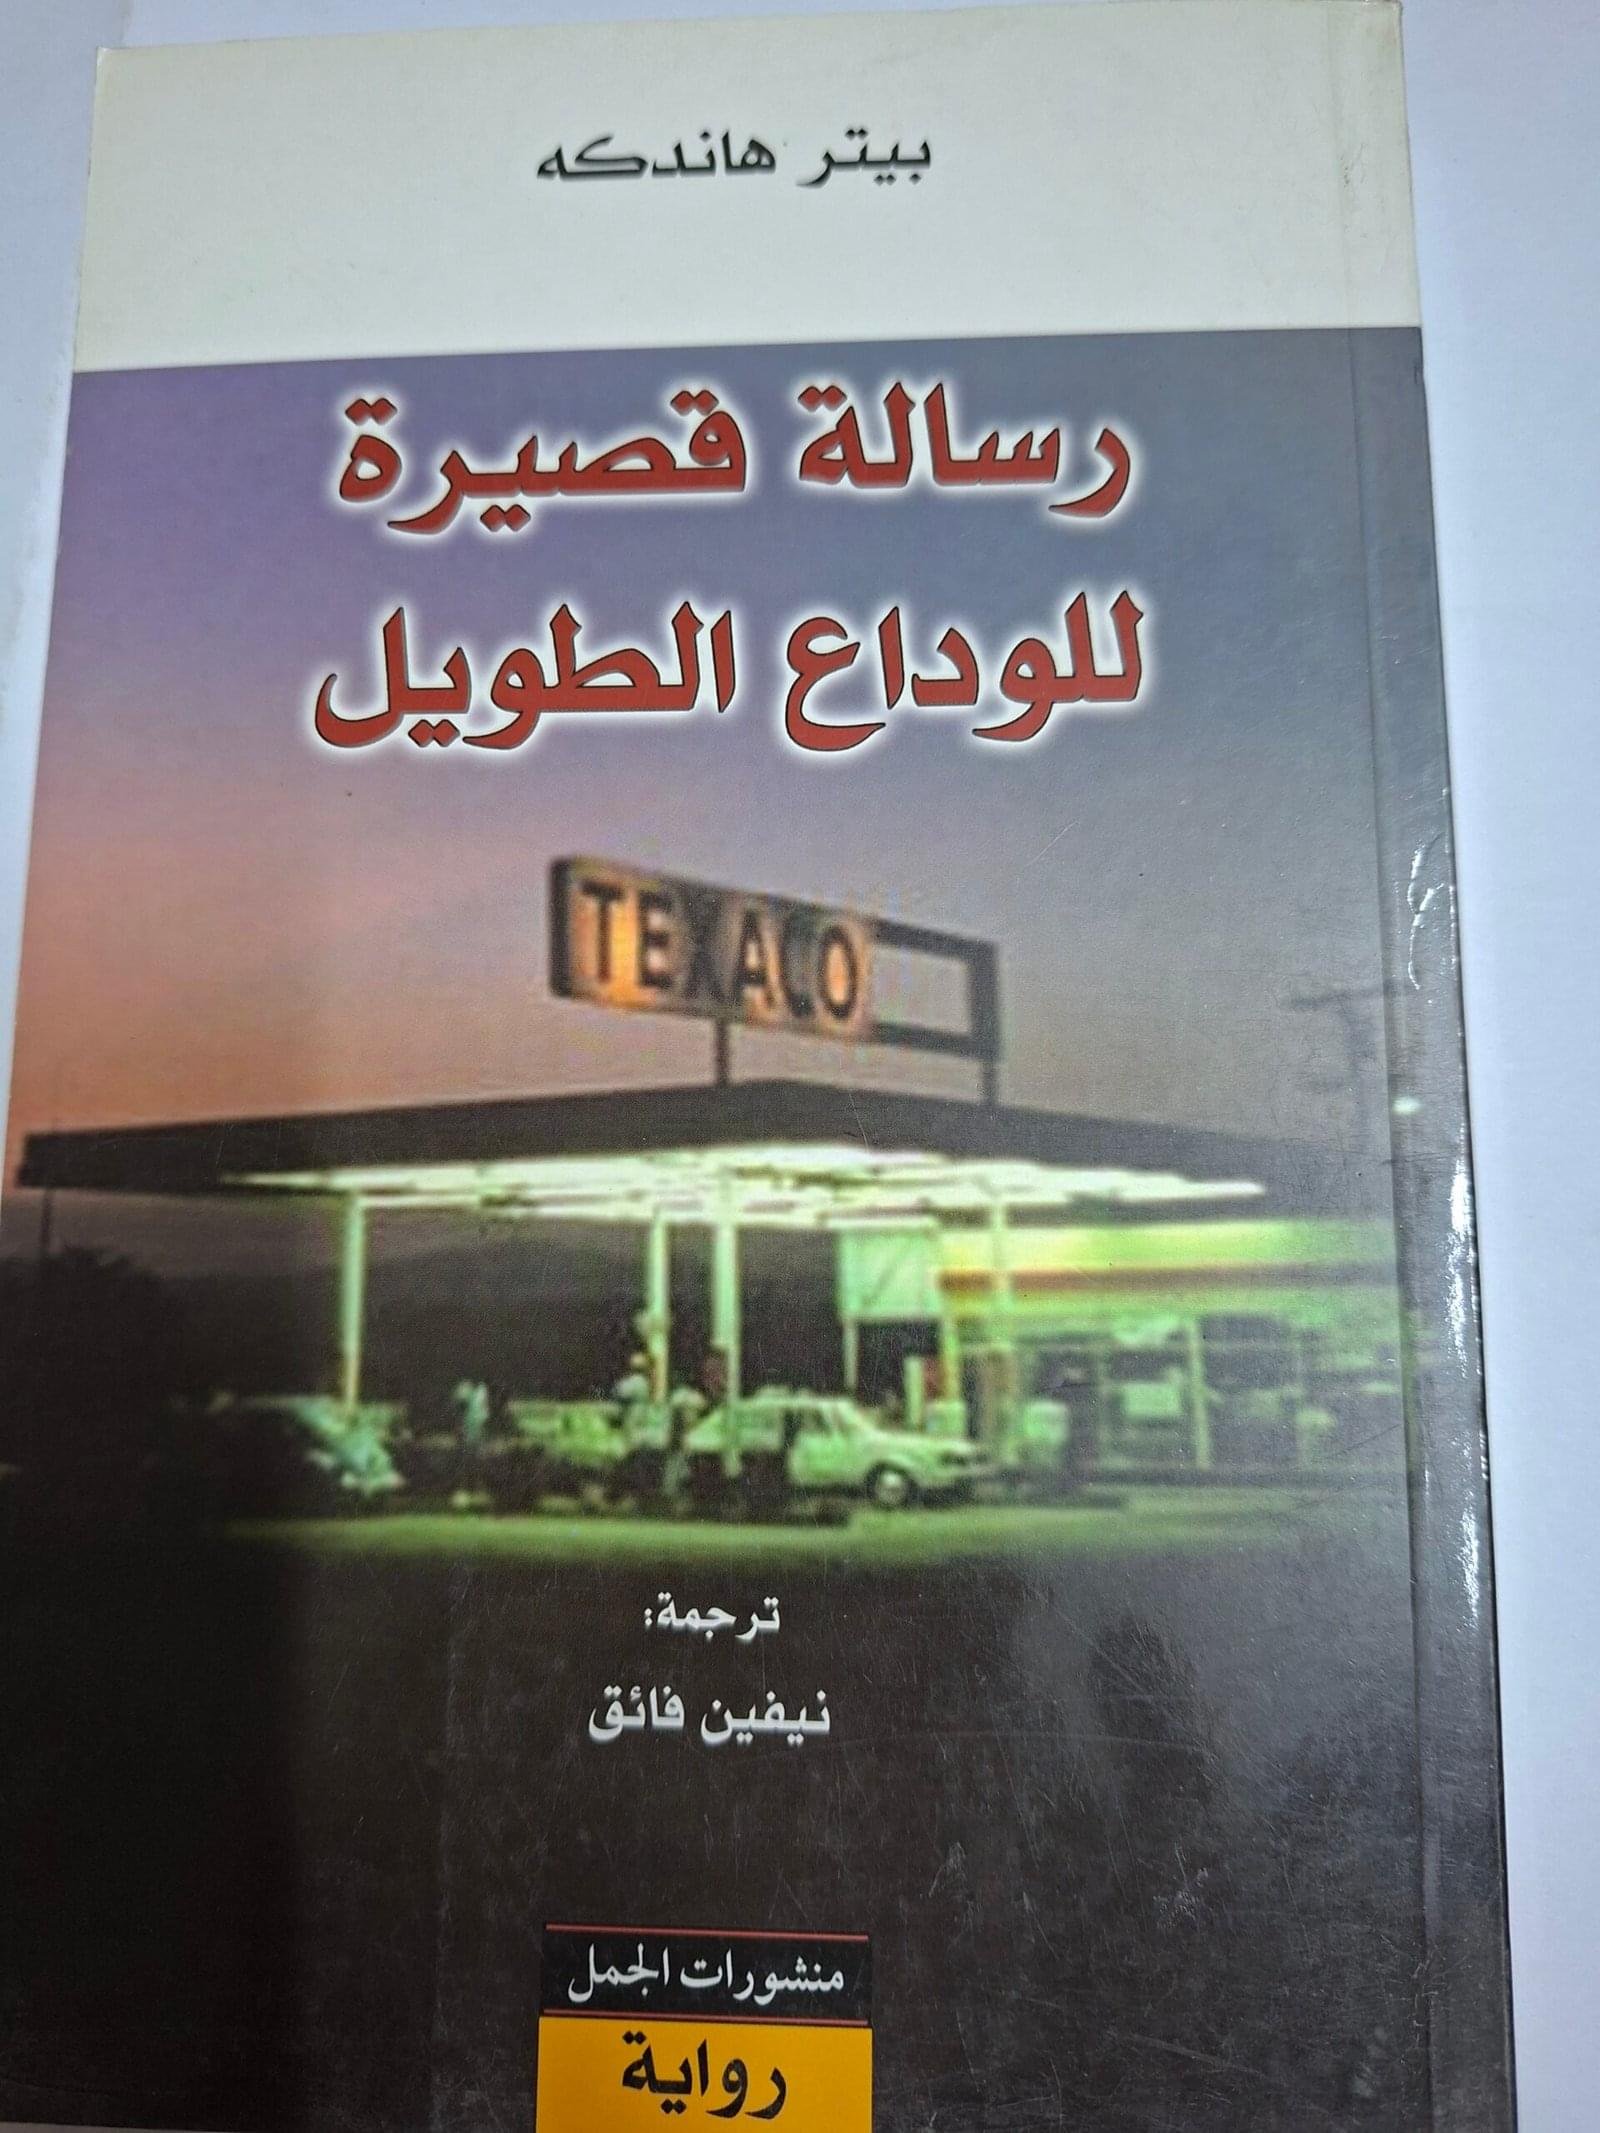 بيتر هاندكه
رسالة قصيرة
للوداع الطويل
TEXACO
ترجمة:
نيفين فائق
منشورات الجمل
رواية